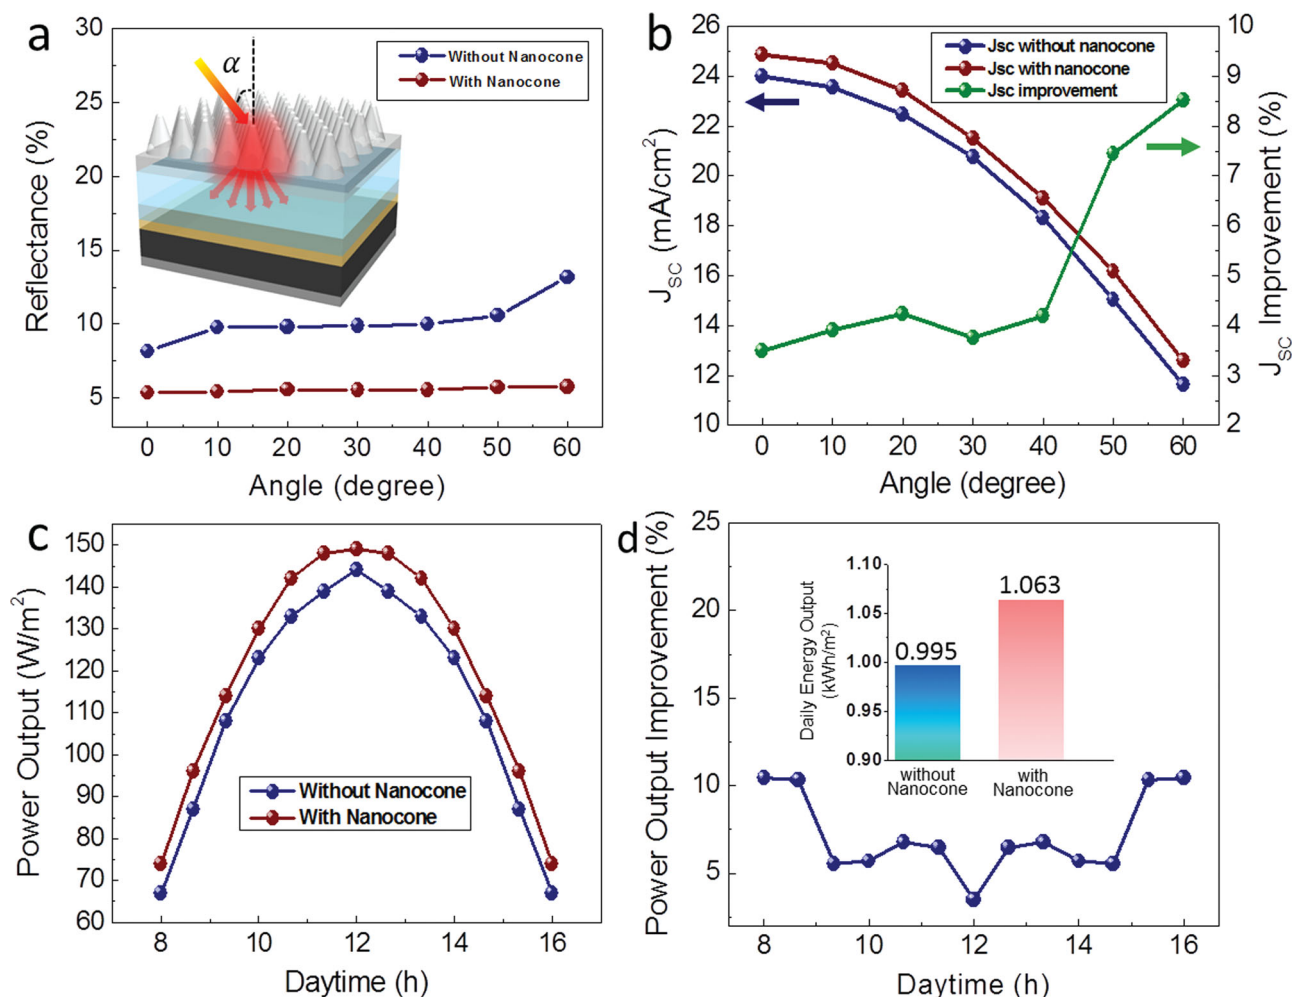 a
30
25
20
15
10
5
Reflectance (%)
α
Without Nanocone
With Nanocone
0 10 20 30 40 50 60
Angle (degree)
b
26
24
22
20
18
16
14
12
10
J_SC (mA/cm²)
Jsc without nanocone
Jsc with nanocone
Jsc improvement
10
9
8
7
6
5
4
3
2
J_SC Improvement (%)
0 10 20 30 40 50 60
Angle (degree)
c
150
140
130
120
110
100
90
80
70
60
Power Output (W/m²)
Without Nanocone
With Nanocone
8 10 12 14 16
Daytime (h)
d
25
20
15
10
5
Power Output Improvement (%)
1.10
1.05
1.00
0.95
0.90
Daily Energy Output
(kWh/m²)
0.995
1.063
without
Nanocone
with
Nanocone
8 10 12 14 16
Daytime (h)